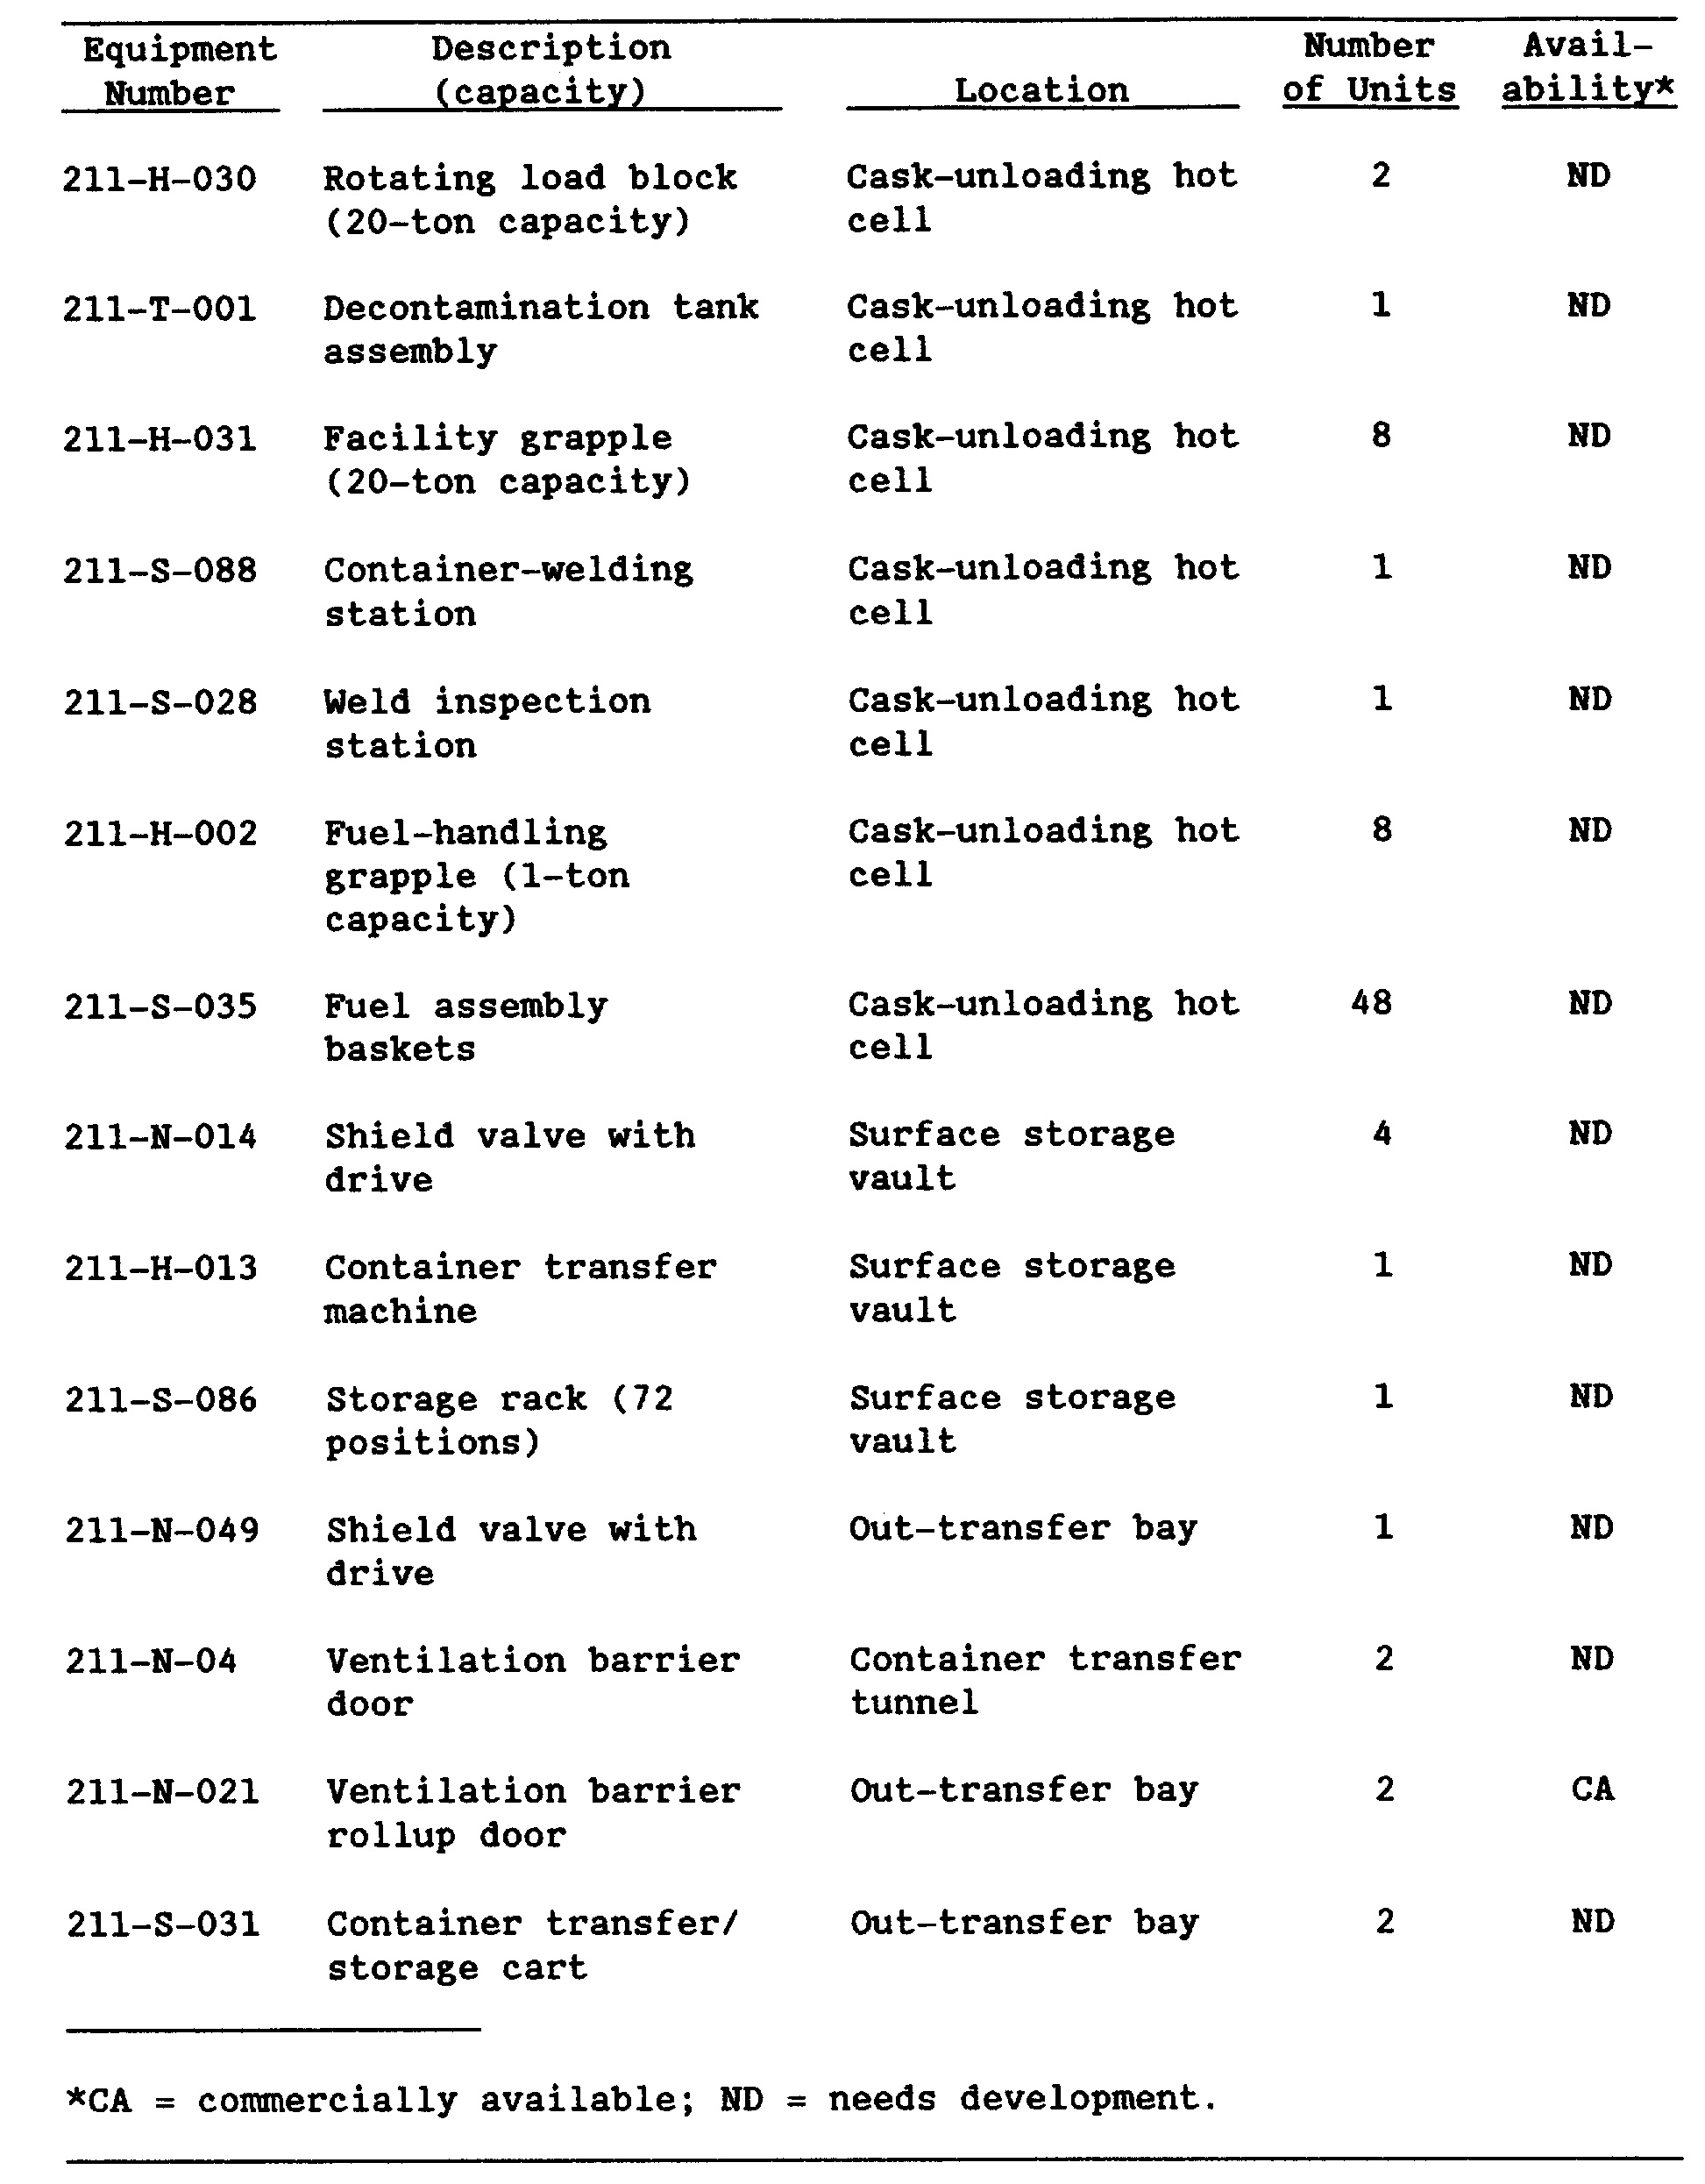 Equipment Description Number Avail-
Number (capacity) Location of Units ability*
211-H-030 Rotating load block Cask-unloading hot 2 ND
(20-ton capacity) cell
211-T-001 Decontamination tank Cask-unloading hot 1 ND
assembly cell
211-H-031 Facility grapple Cask-unloading hot 8 ND
(20-ton capacity) cell
211-S-088 Container-welding Cask-unloading hot 1 ND
station cell
211-S-028 Weld inspection Cask-unloading hot 1 ND
station cell
211-H-002 Fuel-handling Cask-unloading hot 8 ND
grapple (1-ton cell
capacity)
211-S-035 Fuel assembly Cask-unloading hot 48 ND
baskets cell
211-N-014 Shield valve with Surface storage 4 ND
drive vault
211-H-013 Container transfer Surface storage 1 ND
machine vault
211-S-086 Storage rack (72 Surface storage 1 ND
positions) vault
211-N-049 Shield valve with Out-transfer bay 1 ND
drive
211-N-04 Ventilation barrier Container transfer 2 ND
door tunnel
211-N-021 Ventilation barrier Out-transfer bay 2 CA
rollup door
211-S-031 Container transfer/ Out-transfer bay 2 ND
storage cart
*CA = commercially available; ND = needs development.